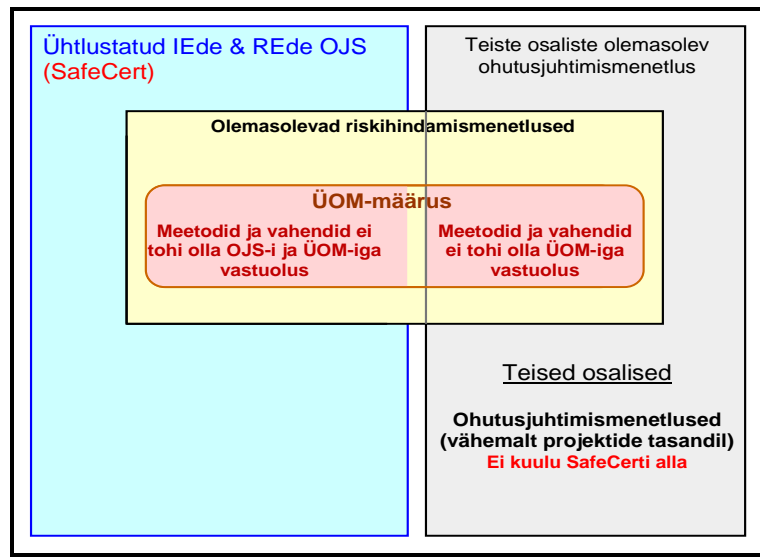 Ühtlustatud IEde & REde OJS
(SafeCert)
Teiste osaliste olemasolev
ohutusjuhtimismenetlus
Olemasolevad riskihindamismenetlused
ÜOM-määrus
Meetodid ja vahendid ei
tohi olla OJS-i ja ÜOM-iga
vastuolus
Meetodid ja vahendid
ei tohi olla ÜOM-iga
vastuolus
Teised osalised
Ohutusjuhtimismenetlused
(vähemalt projektide tasandil)
Ei kuulu SafeCerti alla